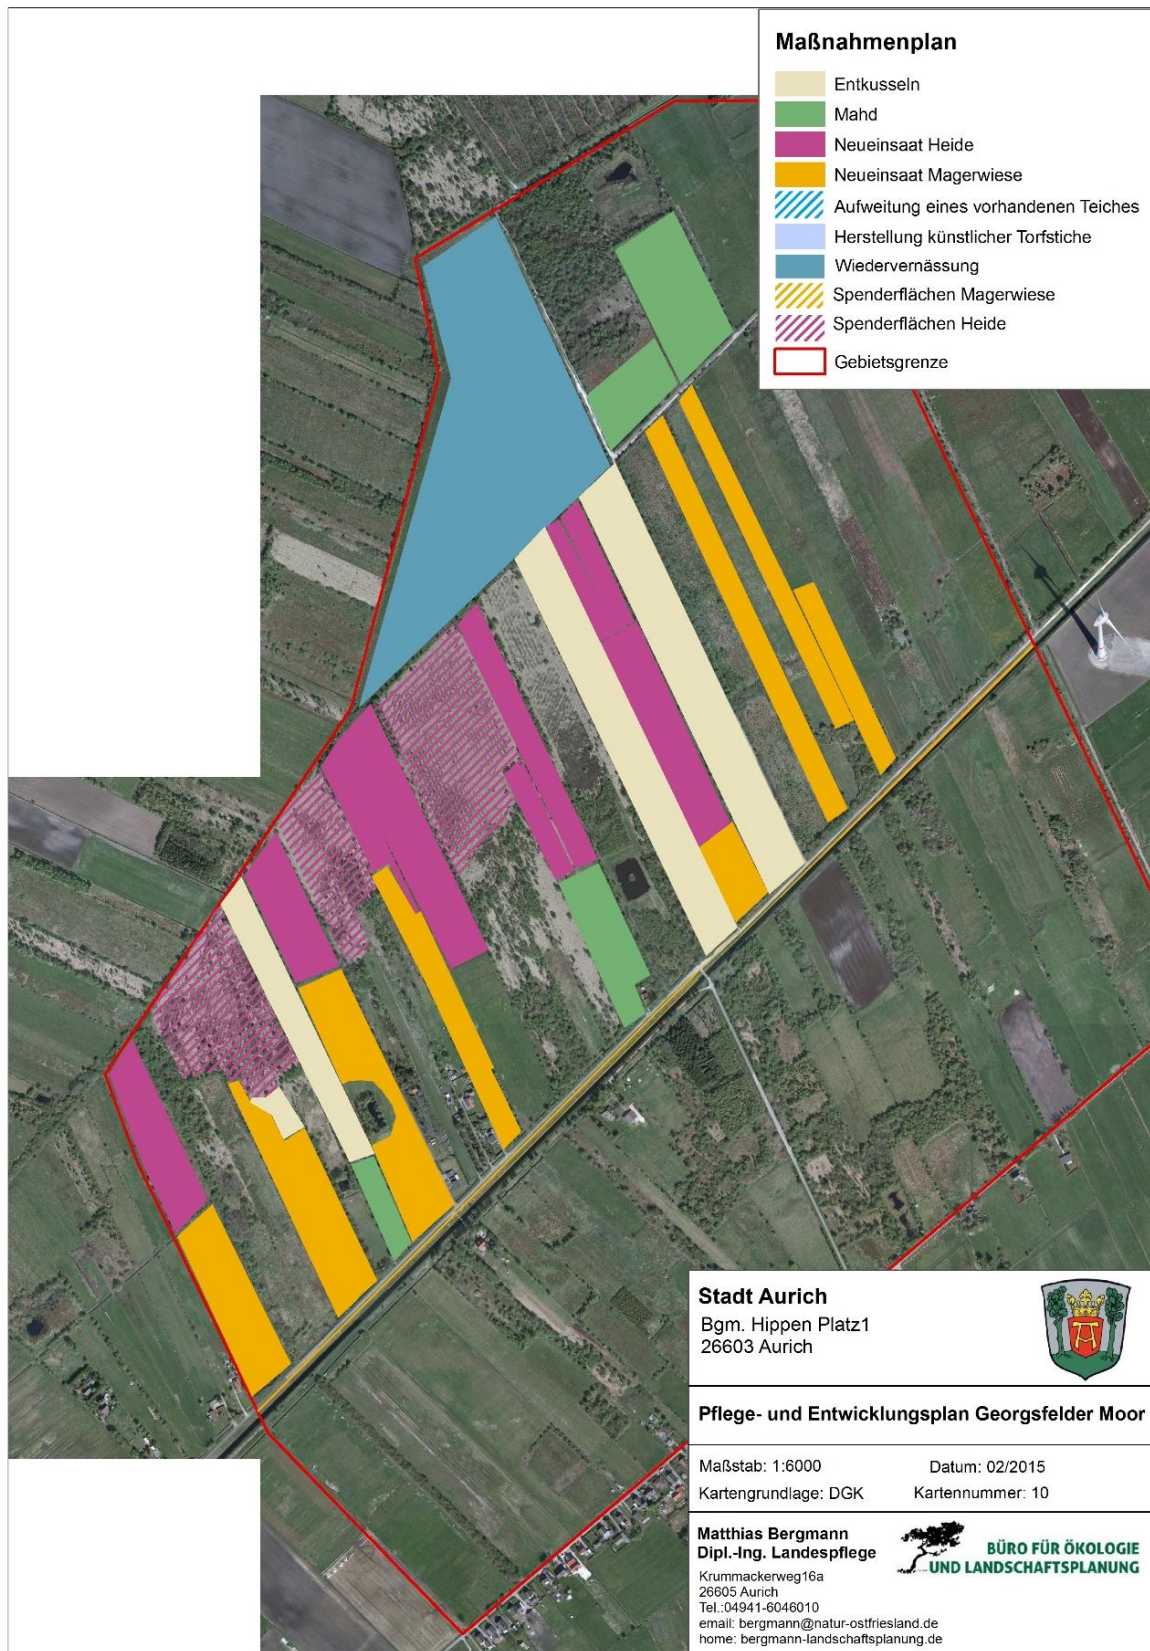 Maßnahmenplan
Entkusseln
Mahd
Neueinsaat Heide
Neueinsaat Magerwiese
Aufweitung eines vorhandenen Teiches
Herstellung künstlicher Torfstiche
Wiedervernässung
Spenderflächen Magerwiese
Spenderflächen Heide
Gebietsgrenze
Stadt Aurich
Bgm. Hippen Platz1
26603 Aurich
Pflege- und Entwicklungsplan Georgsfelder Moor
Maßstab: 1:6000 Datum: 02/2015
Kartengrundlage: DGK Kartennummer: 10
Matthias Bergmann
Dipl.-Ing. Landespflege
Krummackerweg16a
26605 Aurich
Tel.:04941-6046010
email: bergmann@natur-ostfriesland.de
home: bergmann-landschaftsplanung.de
BÜRO FÜR ÖKOLOGIE
UND LANDSCHAFTSPLANUNG